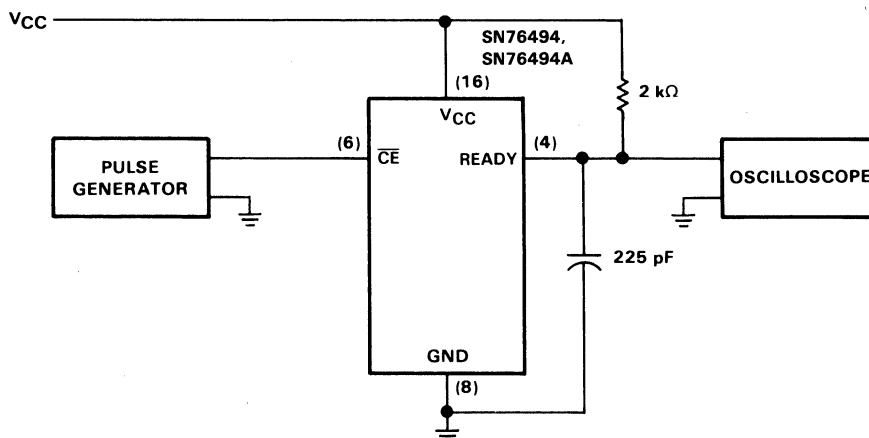 VCC
SN76494,
SN76494A
(16)
2 kΩ
VCC
(6)
(4)
CE
READY
PULSE
GENERATOR
OSCILLOSCOPE
225 pF
GND
(8)